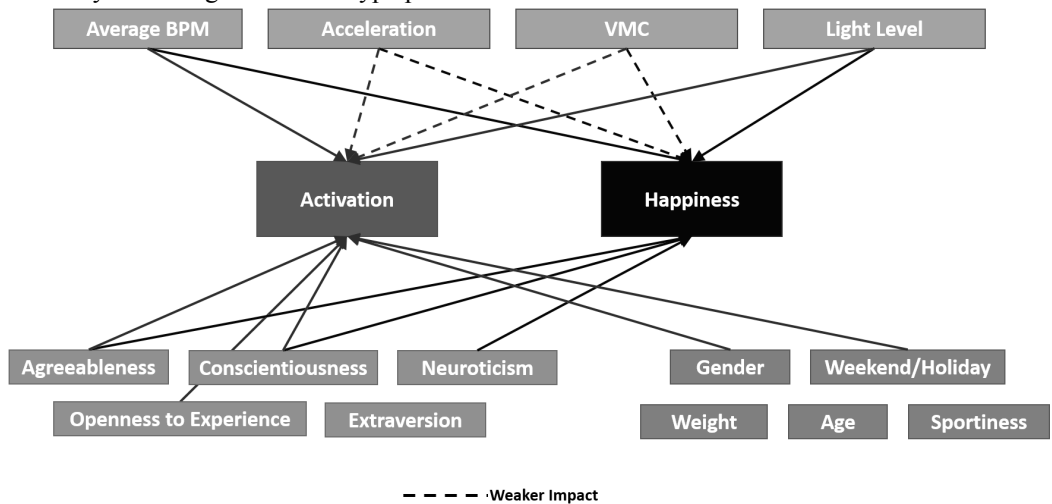 Average BPM
Acceleration
VMC
Light Level
Activation
Happiness
Agreeableness
Conscientiousness
Neuroticism
Gender
Weekend/Holiday
Openness to Experience
Extraversion
Weight
Age
Sportiness
Weaker Impact